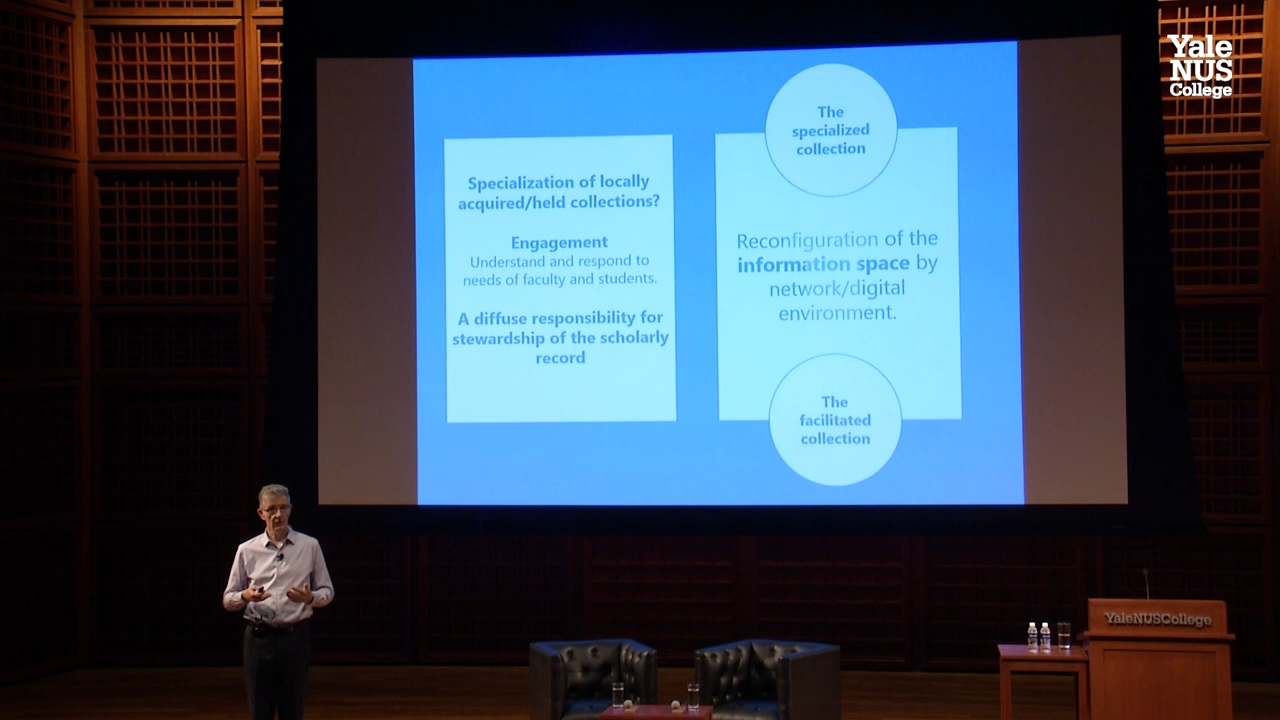 Yale
NUS
College
Specialization of locally
acquired/held collections?
Engagement
Understand and respond to
needs of faculty and students.
A diffuse responsibility for
stewardship of the scholarly
record
The
specialized
collection
Reconfiguration of the
information space by
network/digital
environment.
The
facilitated
collection
YaleNUSCollege